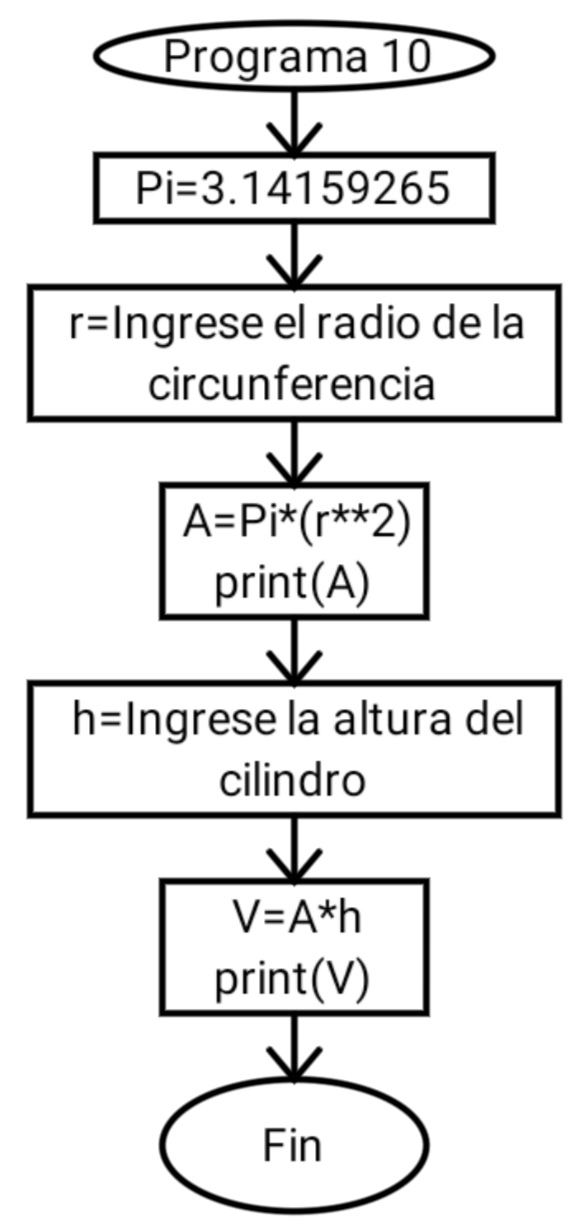 Programa 10
Pi=3.14159265
r=Ingrese el radio de la
circunferencia
A=Pi*(r**2)
print(A)
h=Ingrese la altura del
cilindro
V=A*h
print(V)
Fin